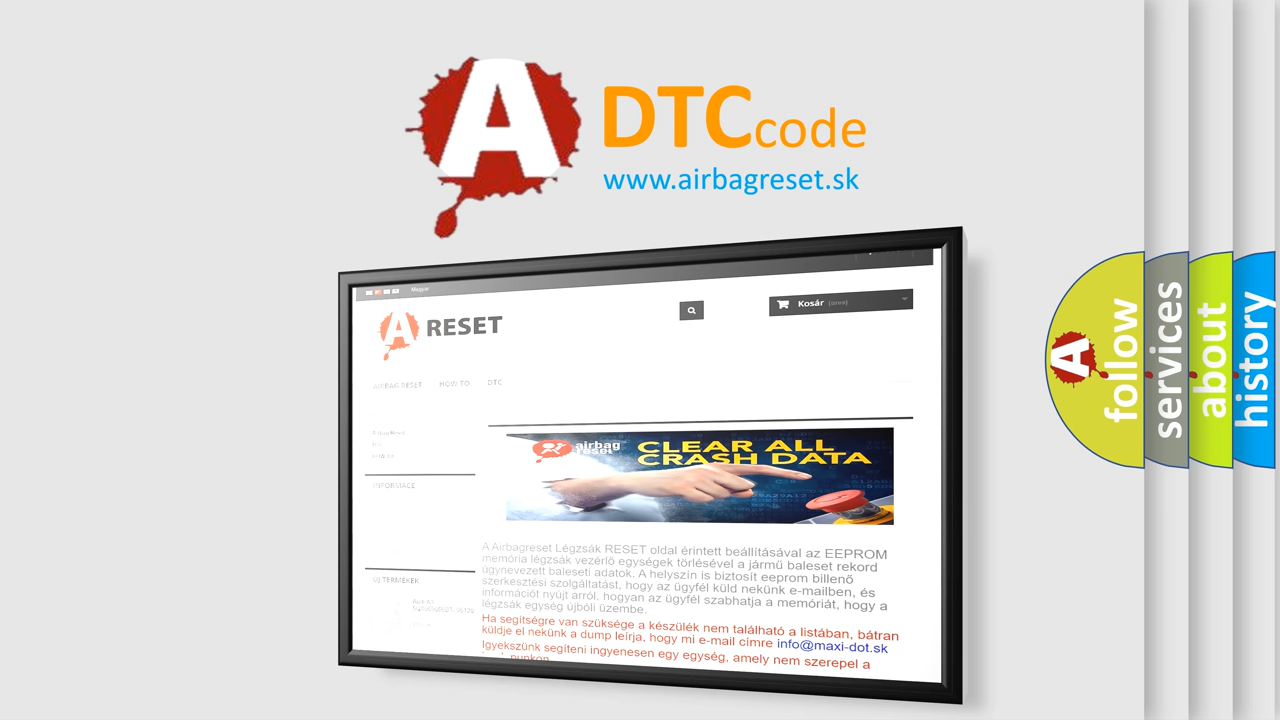 A DTCcode
www.airbagreset.sk
Magyar
Kosár (üres)
A RESET
AIRBAG RESET HOW TO DTC
INFORMACE
airbag
reset
CLEAR ALL
CRASH DATA
A Airbagreset Légzsák RESET oldal érintett beállításával az EEPROM
memória légzsák vezérlő egységek törlésével a jármű baleset rekord
úgynevezett baleseti adatok. A helyszín is biztosít eeprom billenő
szerkesztési szolgáltatást, hogy az ügyfél küld nekünk e-mailben, és
információt nyújt arról, hogyan az ügyfél szabhatja a memóriát, hogy a
légzsák egység újbóli üzembe.
Ha segítségre van szüksége a készülék nem található a listában, bátran
küldje el nekünk a dump leírja, hogy mi e-mail címre info@maxi-dot.sk
Igyekszünk segíteni ingyenesen egy egység, amely nem szerepel a
ÚJ TERMÉKEK
A
follow
services
about
history